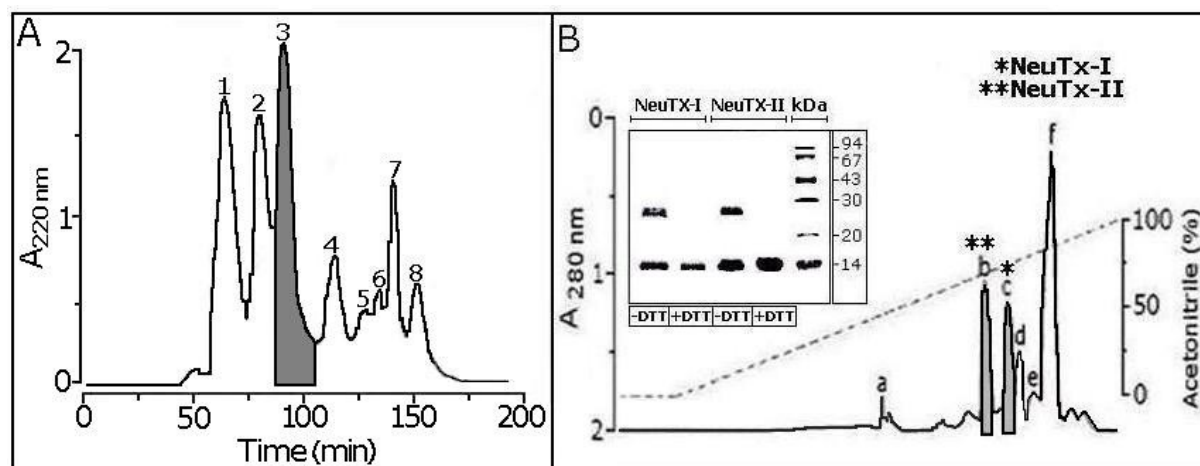 A
2
1
0
A220 nm
1
2
3
4
5
6
7
8
0 50 100 150 200
Time (min)
B
*NeuTx-I
**NeuTx-II
0
1
2
A 280 nm
NeuTX-I NeuTX-II kDa
94
67
43
30
20
14
-DTT +DTT -DTT +DTT
a
** b
* c
d
e
f
100
50
0
Acetonitrile (%)